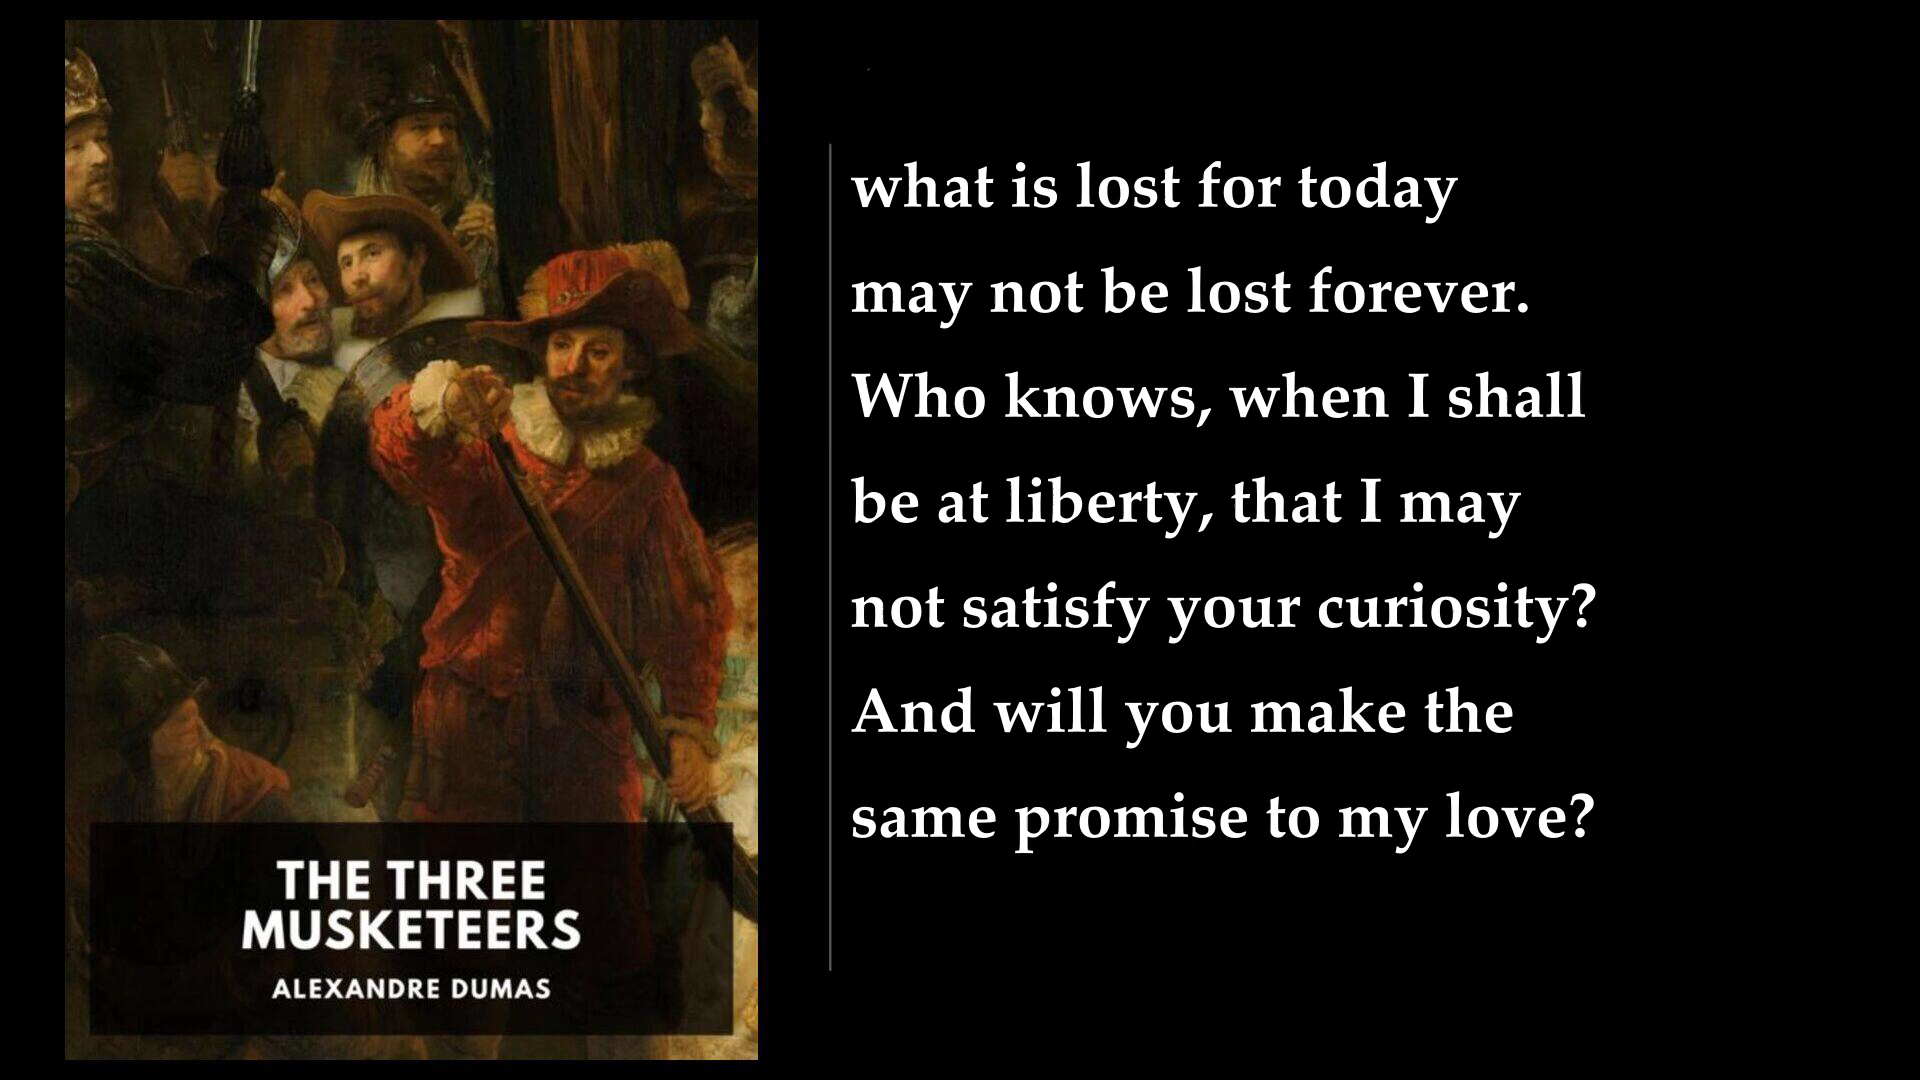 THE THREE
MUSKETEERS
ALEXANDRE DUMAS
what is lost for today
may not be lost forever.
Who knows, when I shall
be at liberty, that I may
not satisfy your curiosity?
And will you make the
same promise to my love?